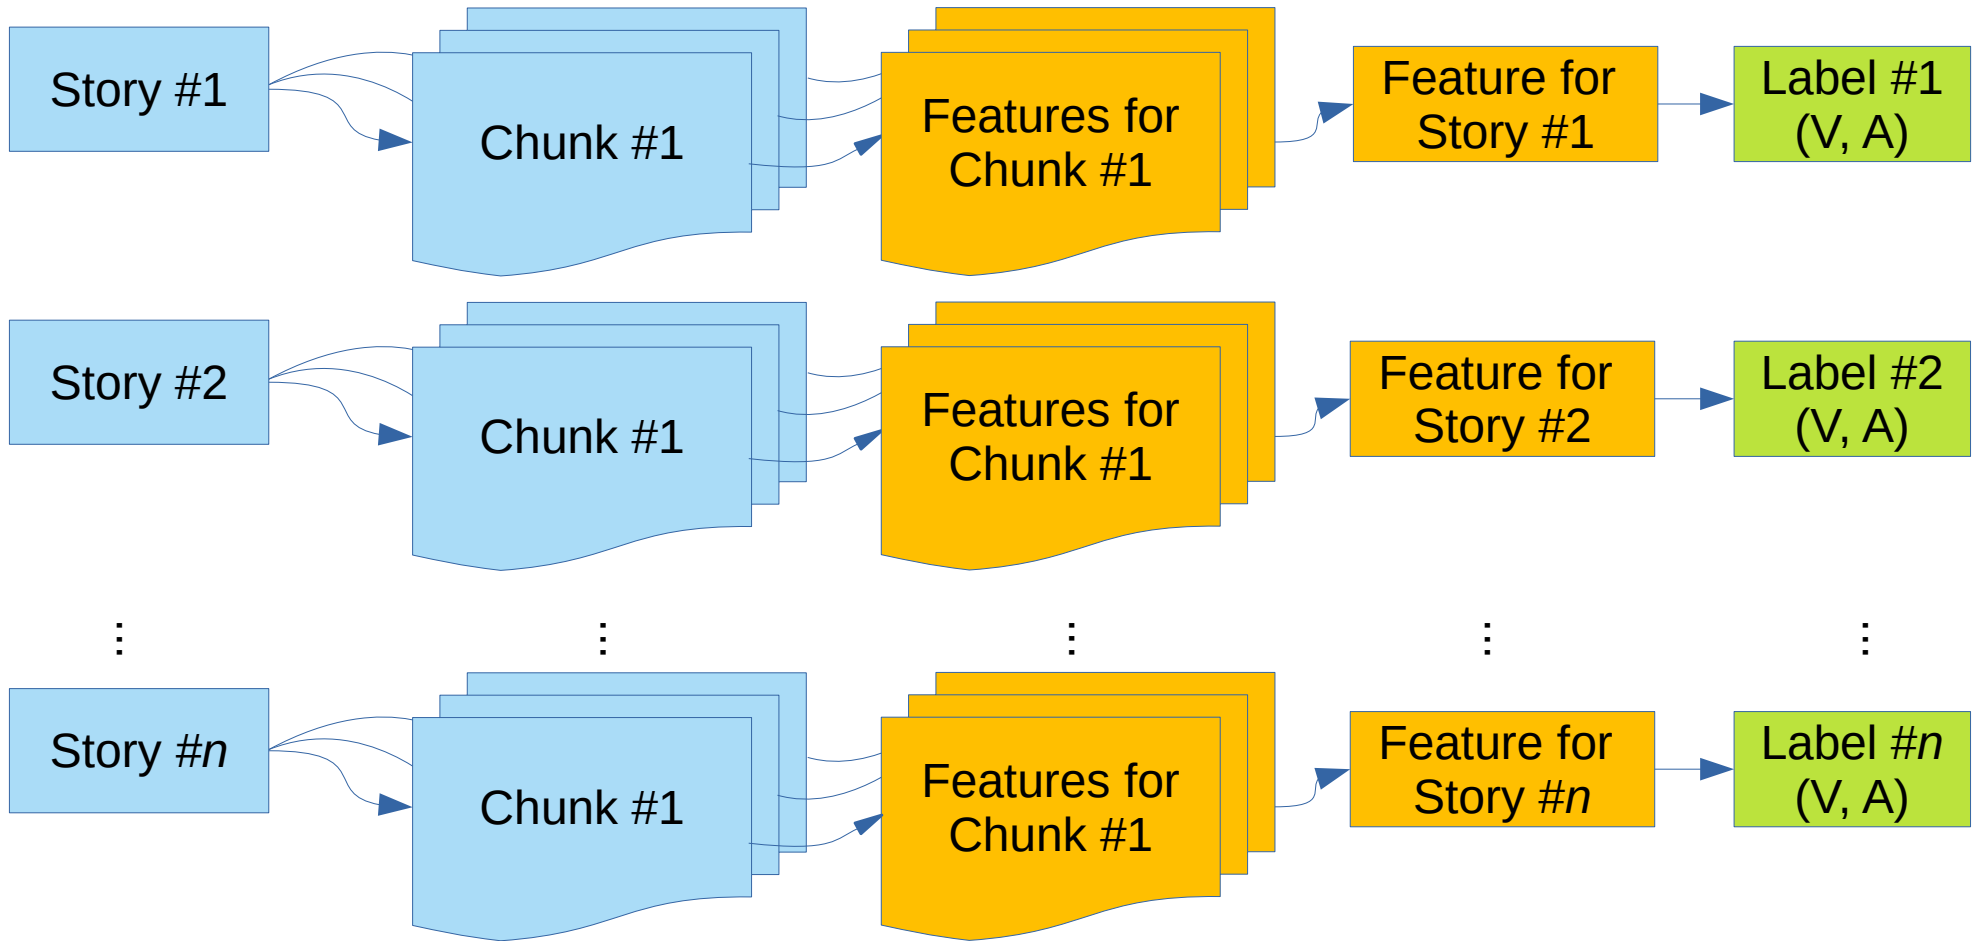 Story #1
Chunk #1
Features for
Chunk #1
Feature for
Story #1
Label #1
(V, A)
Story #2
Chunk #1
Features for
Chunk #1
Feature for
Story #2
Label #2
(V, A)
... ... ... ... ...
Story #n
Chunk #1
Features for
Chunk #1
Feature for
Story #n
Label #n
(V, A)